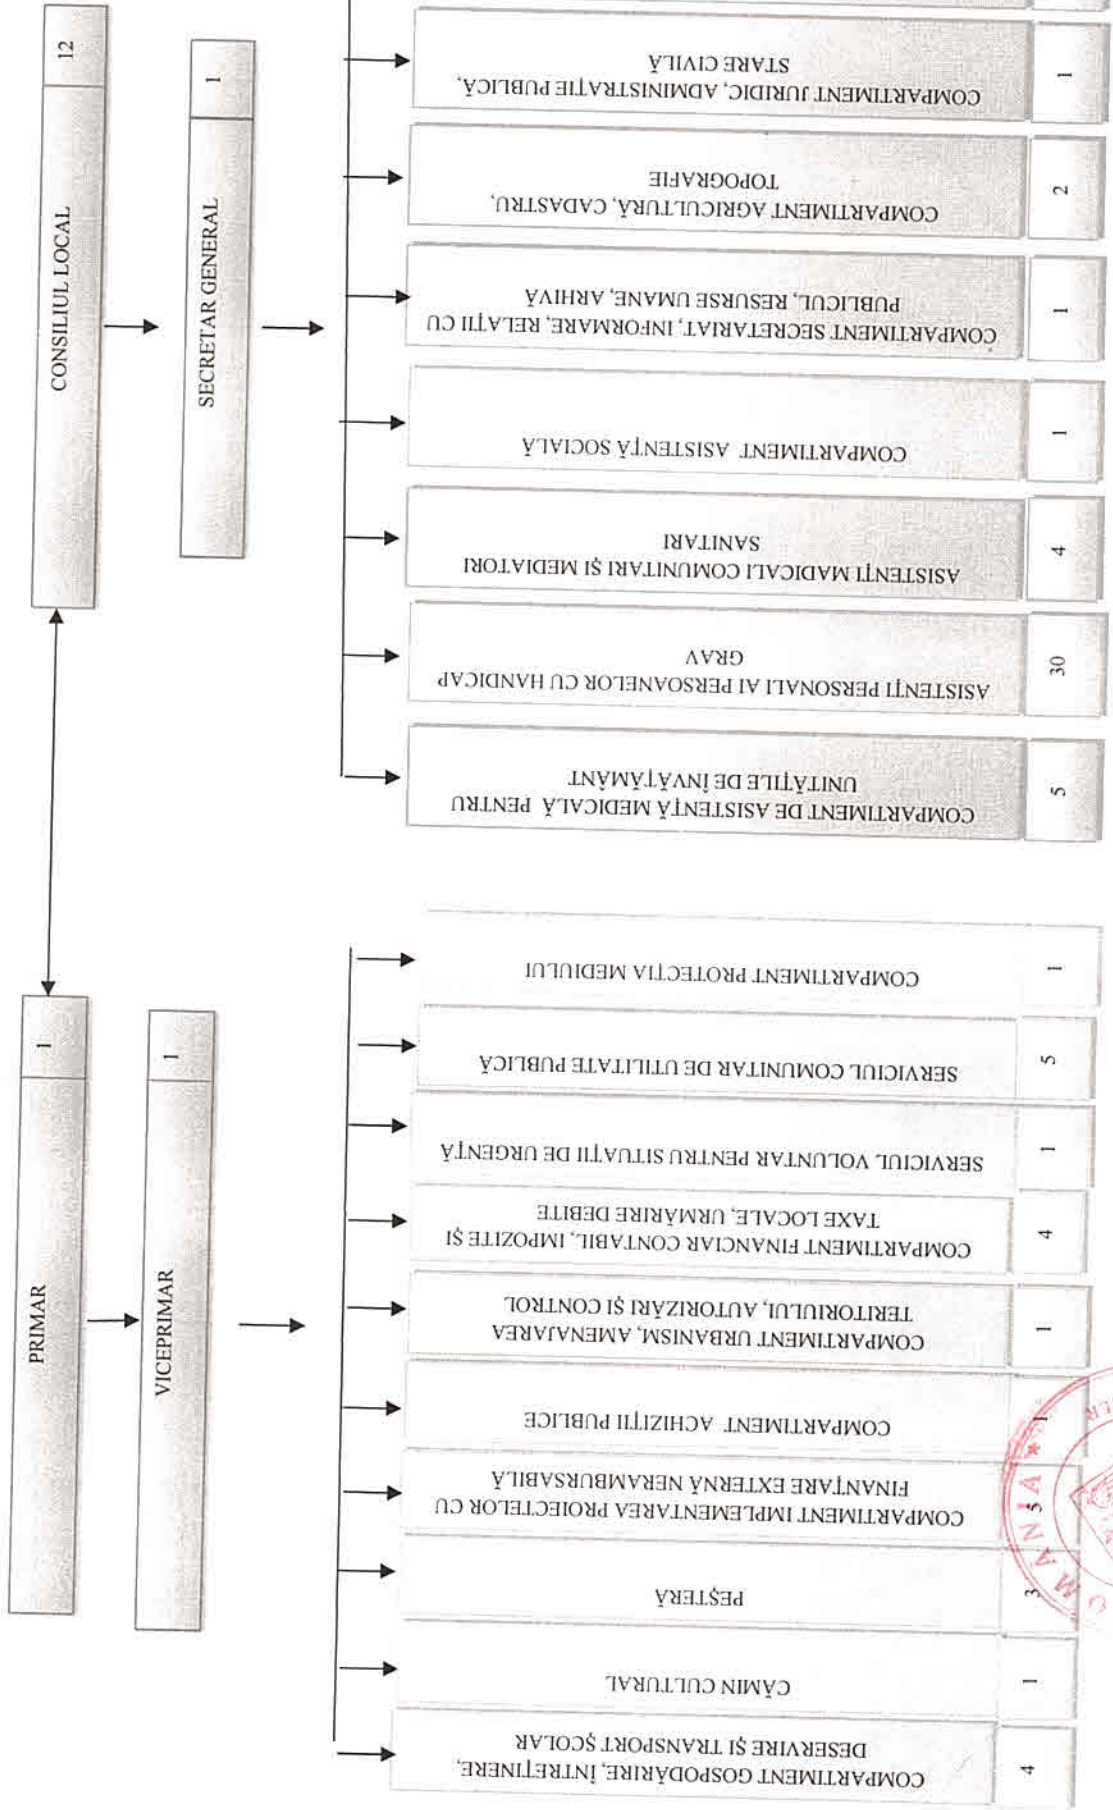 PRIMAR
1
CONSILIUL LOCAL
12
VICEPRIMAR
1
SECRETAR GENERAL
1
COMPARTIMENT GOSPODĂRIRE, ÎNTREȚINERE,
DESERVIRE ȘI TRANSPORT ȘCOLAR
4
CĂMIN CULTURAL
1
PEȘTERĂ
3
COMPARTIMENT IMPLEMENTAREA PROIECTELOR CU
FINANȚARE EXTERNĂ NERAMBURSABILĂ
COMPARTIMENT ACHIZIȚII PUBLICE
1
COMPARTIMENT URBANISM, AMENAJAREA
TERITORIULUI, AUTORIZĂRI ȘI CONTROL
1
COMPARTIMENT FINANCIAR CONTABIL, IMPOZITE ȘI
TAXE LOCALE, URMĂRIRE DEBITE
4
SERVICIUL VOLUNTAR PENTRU SITUAȚII DE URGENȚĂ
1
SERVICIUL COMUNITAR DE UTILITATE PUBLICĂ
5
COMPARTIMENT PROTECȚIA MEDIULUI
1
COMPARTIMENT DE ASISTENȚĂ MEDICALĂ PENTRU
UNITĂȚILE DE ÎNVĂȚĂMÂNT
5
ASISTENȚI PERSONALI AI PERSOANELOR CU HANDICAP
GRAV
30
ASISTENȚI MADICALI COMUNITARI ȘI MEDIATORI
SANITARI
4
COMPARTIMENT ASISTENȚĂ SOCIALĂ
1
COMPARTIMENT SECRETARIAT, INFORMARE, RELAȚII CU
PUBLICUL, RESURSE UMANE, ARHIVĂ
1
COMPARTIMENT AGRICULTURĂ, CADASTRU,
TOPOGRAFIE
2
COMPARTIMENT JURIDIC, ADMINISTRAȚIE PUBLICĂ,
STARE CIVILĂ
1
OMÂNIA *